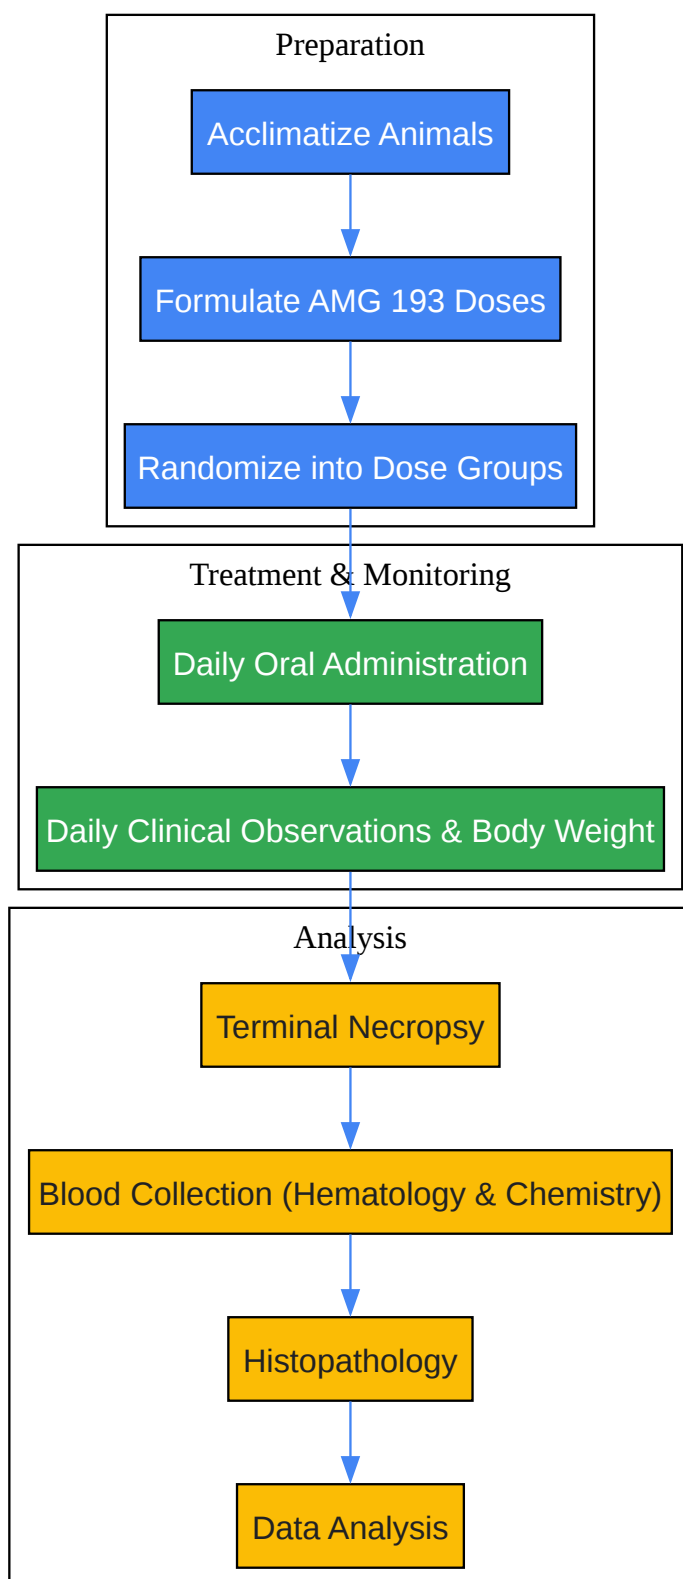 Preparation
Acclimatize Animals
Formulate AMG 193 Doses
Randomize into Dose Groups
Treatment & Monitoring
Daily Oral Administration
Daily Clinical Observations & Body Weight
Analysis
Terminal Necropsy
Blood Collection (Hematology & Chemistry)
Histopathology
Data Analysis